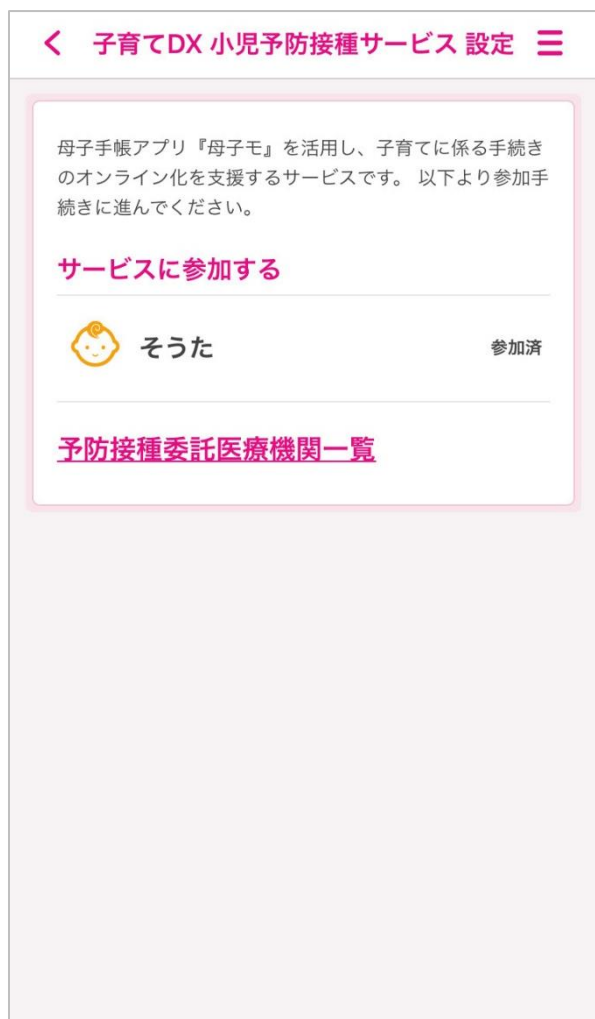 子育てDX 小児予防接種サービス 設定
母子手帳アプリ『母子モ』を活用し、子育てに係る手続き
のオンライン化を支援するサービスです。 以下より参加手
続きに進んでください。
サービスに参加する
そうた 参加済
予防接種委託医療機関一覧